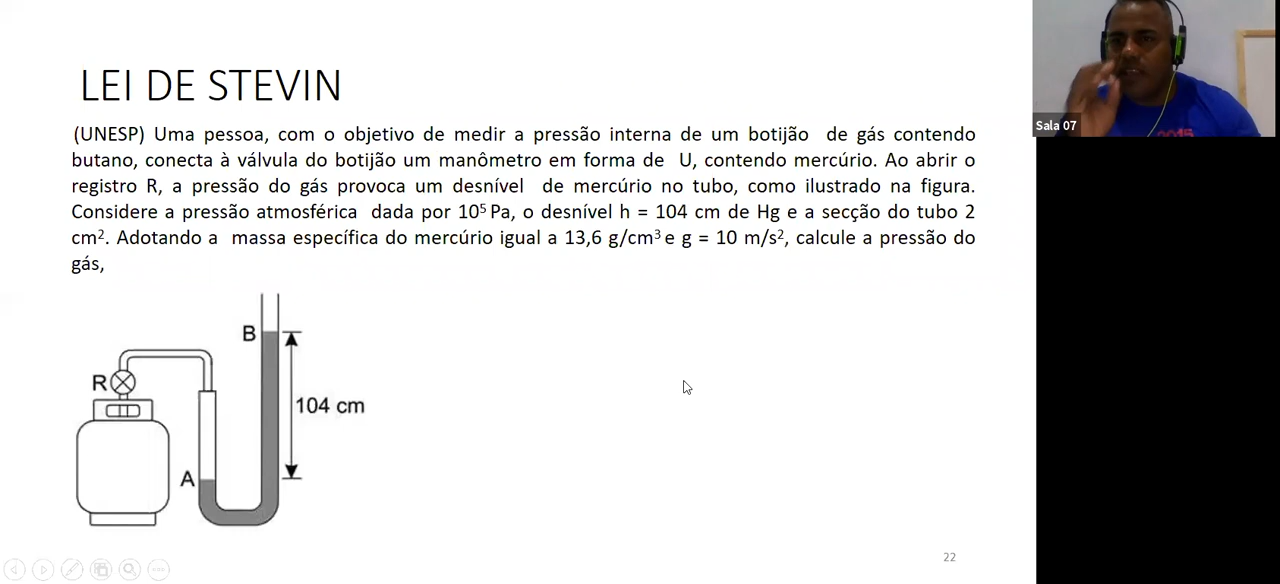 LEI DE STEVIN
(UNESP) Uma pessoa, com o objetivo de medir a pressão interna de um botijão de gás contendo
butano, conecta à válvula do botijão um manômetro em forma de U, contendo mercúrio. Ao abrir o
registro R, a pressão do gás provoca um desnível de mercúrio no tubo, como ilustrado na figura.
Considere a pressão atmosférica dada por 10⁵ Pa, o desnível h = 104 cm de Hg e a secção do tubo 2
cm². Adotando a massa específica do mercúrio igual a 13,6 g/cm³ e g = 10 m/s², calcule a pressão do
gás,
B
R
104 cm
A
22
Sala 07
2015